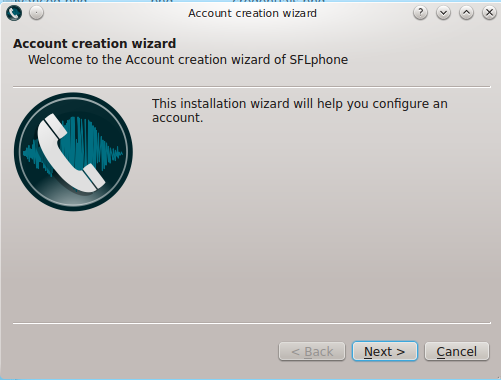 Account creation wizard
Account creation wizard
Welcome to the Account creation wizard of SFLphone
This installation wizard will help you configure an
account.
< Back
Next >
Cancel